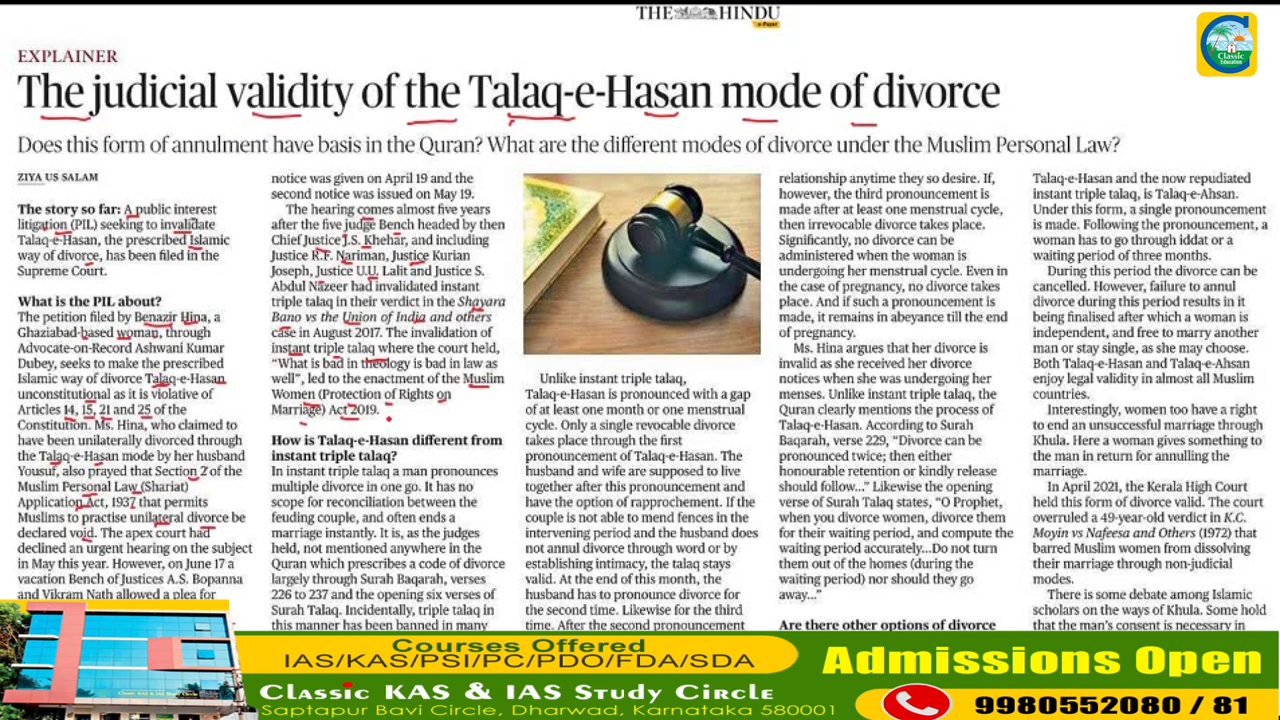 THE HINDU
e-Paper
Classic
Education
EXPLAINER
The judicial validity of the Talaq-e-Hasan mode of divorce
Does this form of annulment have basis in the Quran? What are the different modes of divorce under the Muslim Personal Law?
ZIYA US SALAM
The story so far: A public interest
litigation (PIL) seeking to invalidate
Talaq-e-Hasan, the prescribed Islamic
way of divorce, has been filed in the
Supreme Court.
What is the PIL about?
The petition filed by Benazir Hina, a
Ghaziabad-based woman, through
Advocate-on-Record Ashwani Kumar
Dubey, seeks to make the prescribed
Islamic way of divorce Talaq-e-Hasan
unconstitutional as it is violative of
Articles 14, 15, 21 and 25 of the
Constitution. Ms. Hina, who claimed to
have been unilaterally divorced through
the Talaq-e-Hasan mode by her husband
Yousuf, also prayed that Section 2 of the
Muslim Personal Law (Shariat)
Application Act, 1937 that permits
Muslims to practise unilateral divorce be
declared void. The apex court had
declined an urgent hearing on the subject
in May this year. However, on June 17 a
vacation Bench of Justices A.S. Bopanna
and Vikram Nath allowed a plea for
notice was given on April 19 and the
second notice was issued on May 19.
The hearing comes almost five years
after the five judge Bench headed by then
Chief Justice J.S. Khehar, and including
Justice R.F. Nariman, Justice Kurian
Joseph, Justice U.U. Lalit and Justice S.
Abdul Nazeer had invalidated instant
triple talaq in their verdict in the Shayara
Bano vs the Union of India and others
case in August 2017. The invalidation of
instant triple talaq where the court held,
“What is bad in theology is bad in law as
well”, led to the enactment of the Muslim
Women (Protection of Rights on
Marriage) Act 2019.
How is Talaq-e-Hasan different from
instant triple talaq?
In instant triple talaq a man pronounces
multiple divorce in one go. It has no
scope for reconciliation between the
feuding couple, and often ends a
marriage instantly. It is, as the judges
held, not mentioned anywhere in the
Quran which prescribes a code of divorce
largely through Surah Baqarah, verses
226 to 237 and the opening six verses of
Surah Talaq. Incidentally, triple talaq in
this manner has been banned in many
Unlike instant triple talaq,
Talaq-e-Hasan is pronounced with a gap
of at least one month or one menstrual
cycle. Only a single revocable divorce
takes place through the first
pronouncement of Talaq-e-Hasan. The
husband and wife are supposed to live
together after this pronouncement and
have the option of rapprochement. If the
couple is not able to mend fences in the
intervening period and the husband does
not annul divorce through word or by
establishing intimacy, the talaq stays
valid. At the end of this month, the
husband has to pronounce divorce for
the second time. Likewise for the third
time. After the second pronouncement
relationship anytime they so desire. If,
however, the third pronouncement is
made after at least one menstrual cycle,
then irrevocable divorce takes place.
Significantly, no divorce can be
administered when the woman is
undergoing her menstrual cycle. Even in
the case of pregnancy, no divorce takes
place. And if such a pronouncement is
made, it remains in abeyance till the end
of pregnancy.
Ms. Hina argues that her divorce is
invalid as she received her divorce
notices when she was undergoing her
menses. Unlike instant triple talaq, the
Quran clearly mentions the process of
Talaq-e-Hasan. According to Surah
Baqarah, verse 229, “Divorce can be
pronounced twice; then either
honourable retention or kindly release
should follow...” Likewise the opening
verse of Surah Talaq states, “O Prophet,
when you divorce women, divorce them
for their waiting period, and compute the
waiting period accurately...Do not turn
them out of the homes (during the
waiting period) nor should they go
away...”
Are there other options of divorce
Talaq-e-Hasan and the now repudiated
instant triple talaq, is Talaq-e-Ahsan.
Under this form, a single pronouncement
is made. Following the pronouncement, a
woman has to go through iddat or a
waiting period of three months.
During this period the divorce can be
cancelled. However, failure to annul
divorce during this period results in it
being finalised after which a woman is
independent, and free to marry another
man or stay single, as she may choose.
Both Talaq-e-Hasan and Talaq-e-Ahsan
enjoy legal validity in almost all Muslim
countries.
Interestingly, women too have a right
to end an unsuccessful marriage through
Khula. Here a woman gives something to
the man in return for annulling the
marriage.
In April 2021, the Kerala High Court
held this form of divorce valid. The court
overruled a 49-year-old verdict in K.C.
Moyin vs Nafeesa and Others (1972) that
barred Muslim women from dissolving
their marriage through non-judicial
modes.
There is some debate among Islamic
scholars on the ways of Khula. Some hold
that the man's consent is necessary in
Courses Offered
IAS/KAS/PSI/PC/PDO/FDA/SDA
Classic KAS & IAS Study Circle
Saptapur Bavi Circle, Dharwad, Karnataka 580001
Admissions Open
9980552080 / 81